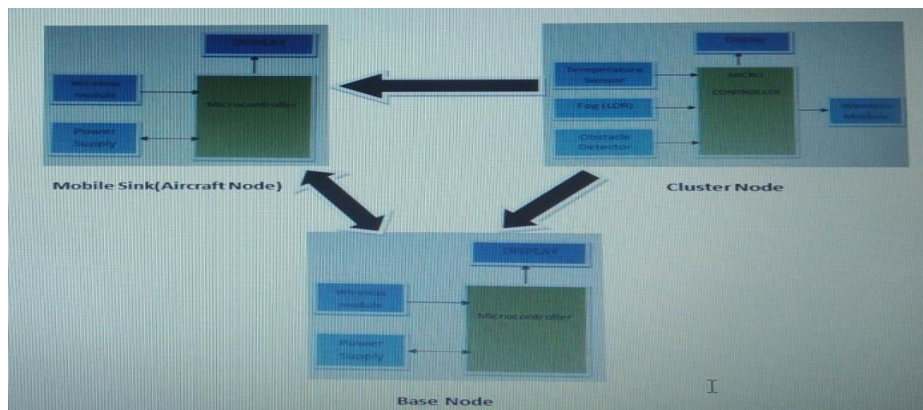 DISPLAY
Wireless
module
Microcontroller
Power
Supply
Mobile Sink(Aircraft Node)
Display
Temperature
Sensor
MICRO
CONTROLLER
Fog (LDR)
Wireless
Module
Obstacle
Detector
Cluster Node
DISPLAY
Wireless
module
Microcontroller
Power
Supply
Base Node